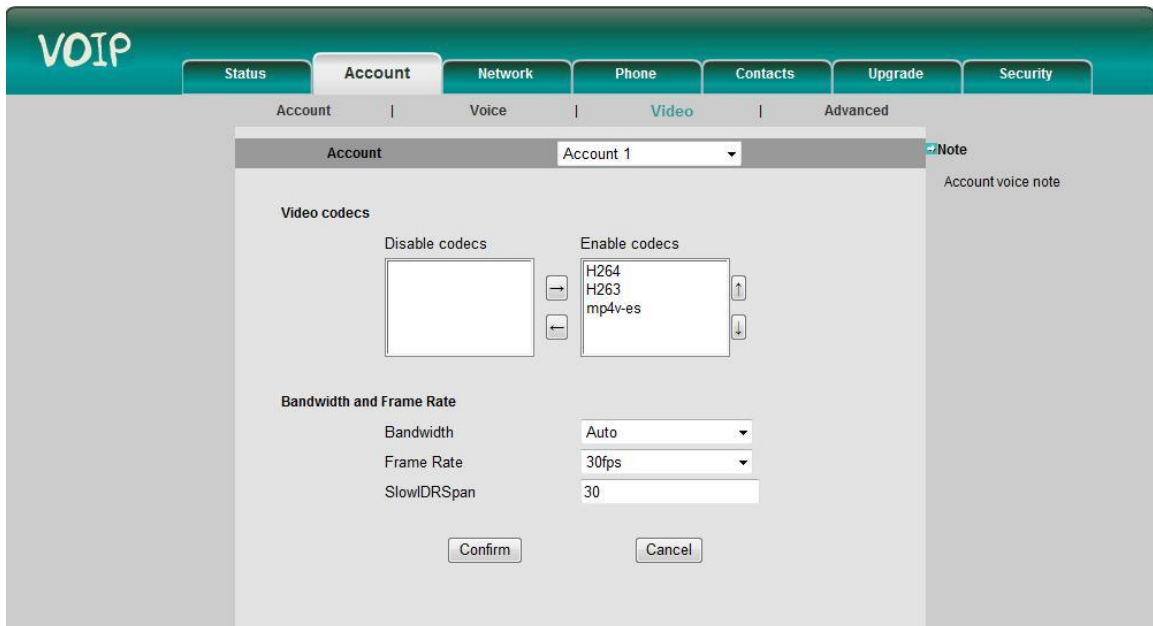 VOIP
Status Account Network Phone Contacts Upgrade Security
Account | Voice | Video | Advanced
Account Account 1
Note
Account voice note
Video codecs
Disable codecs Enable codecs
H264
→
H263
↑
mp4v-es
←
↓
Bandwidth and Frame Rate
Bandwidth Auto
Frame Rate 30fps
SlowIDRSpan 30
Confirm Cancel